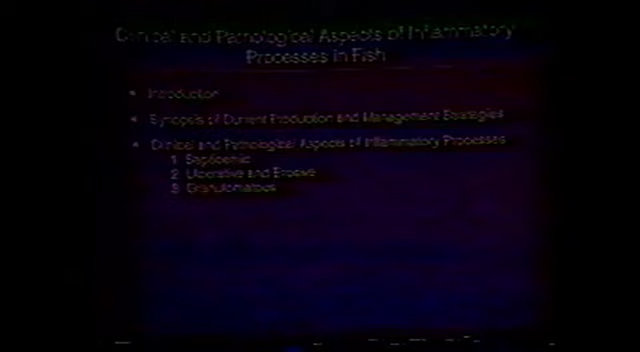 Clinical and Pathological Aspects of Inflammatory
Processes in Fish
• Introduction
• Synopsis of Current Production and Management Strategies
• Clinical and Pathological Aspects of Inflammatory Processes
1 Septicemic
2 Ulcerative and Erosive
3 Granulomatous